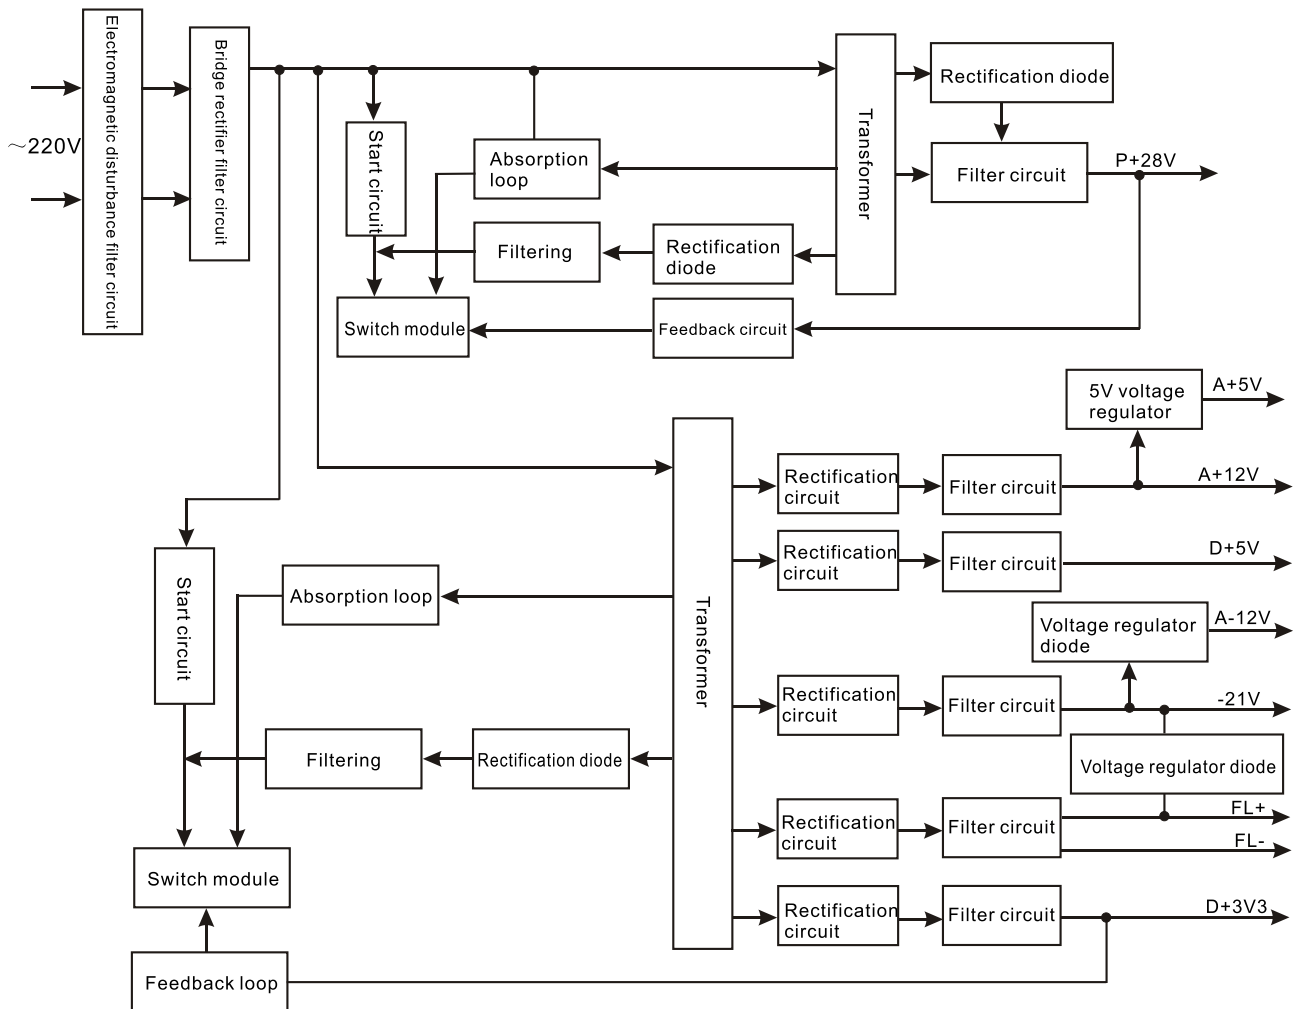 ~220V
Electromagnetic disturbance filter circuit
Bridge rectifier filter circuit
Start circuit
Absorption
loop
Filtering
Rectification
diode
Switch module
Feedback circuit
Transformer
Rectification diode
Filter circuit
P+28V
5V voltage
regulator
A+5V
Rectification
circuit
Filter circuit
A+12V
Rectification
circuit
Filter circuit
D+5V
Voltage regulator
diode
A-12V
Rectification
circuit
Filter circuit
-21V
Voltage regulator diode
Rectification
circuit
Filter circuit
FL+
FL-
Rectification
circuit
Filter circuit
D+3V3
Transformer
Start circuit
Absorption loop
Filtering
Rectification diode
Switch module
Feedback loop